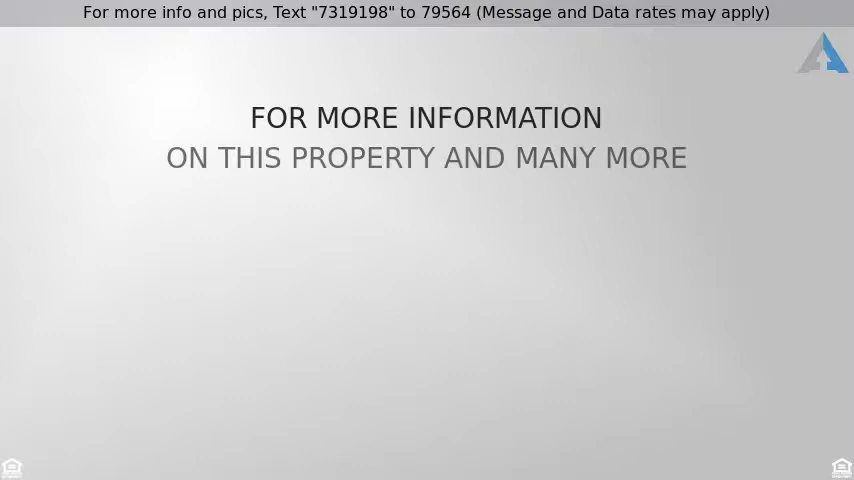 For more info and pics, Text "7319198" to 79564 (Message and Data rates may apply)
FOR MORE INFORMATION
ON THIS PROPERTY AND MANY MORE